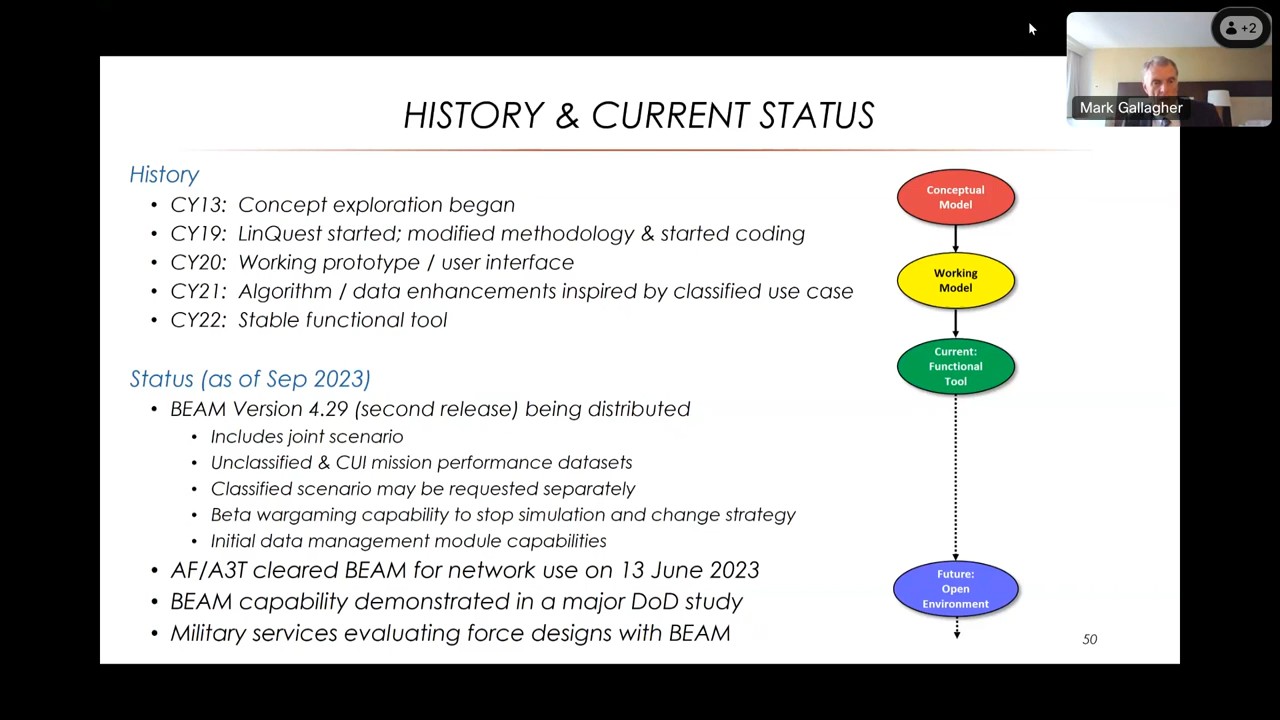 +2
Mark Gallagher
HISTORY & CURRENT STATUS
History
• CY13: Concept exploration began
• CY19: LinQuest started; modified methodology & started coding
• CY20: Working prototype / user interface
• CY21: Algorithm / data enhancements inspired by classified use case
• CY22: Stable functional tool
Status (as of Sep 2023)
• BEAM Version 4.29 (second release) being distributed
• Includes joint scenario
• Unclassified & CUI mission performance datasets
• Classified scenario may be requested separately
• Beta wargaming capability to stop simulation and change strategy
• Initial data management module capabilities
• AF/A3T cleared BEAM for network use on 13 June 2023
• BEAM capability demonstrated in a major DoD study
• Military services evaluating force designs with BEAM
Conceptual
Model
Working
Model
Current:
Functional
Tool
Future:
Open
Environment
50